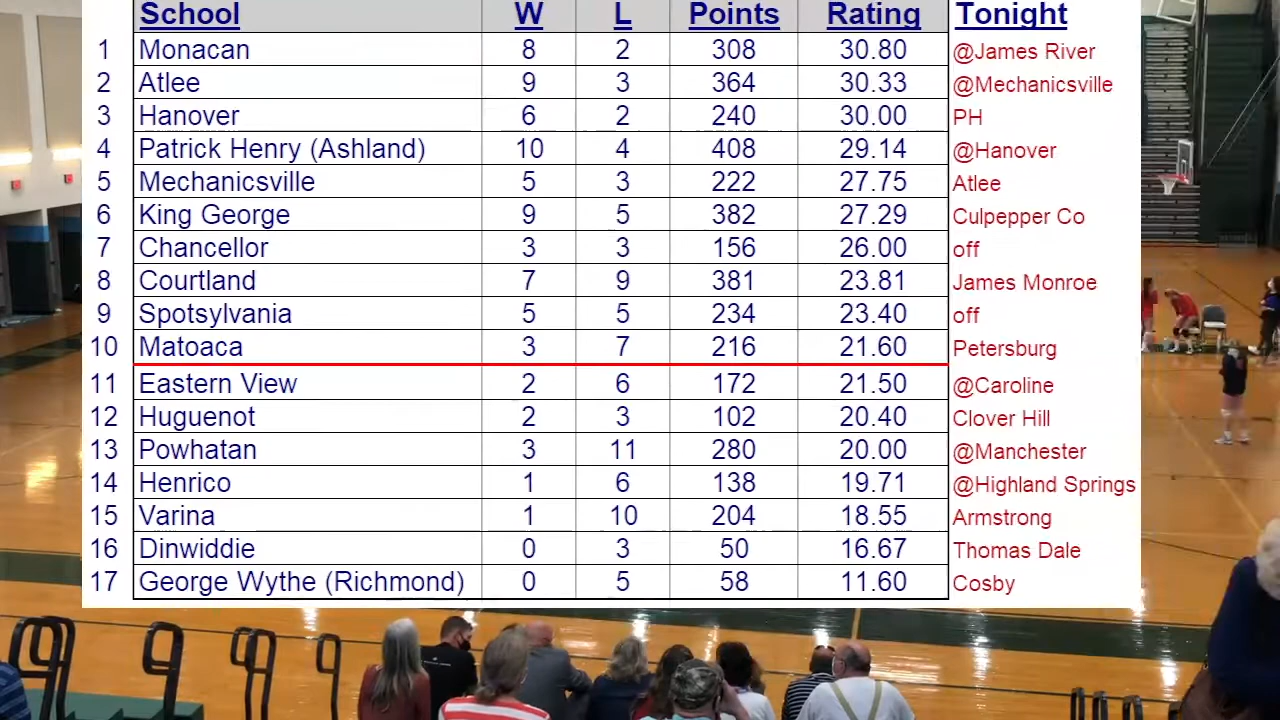 School W L Points Rating Tonight
1 Monacan 8 2 308 30.80 @James River
2 Atlee 9 3 364 30.33 @Mechanicsville
3 Hanover 6 2 240 30.00 PH
4 Patrick Henry (Ashland) 10 4 408 29.14 @Hanover
5 Mechanicsville 5 3 222 27.75 Atlee
6 King George 9 5 382 27.29 Culpepper Co
7 Chancellor 3 3 156 26.00 off
8 Courtland 7 9 381 23.81 James Monroe
9 Spotsylvania 5 5 234 23.40 off
10 Matoaca 3 7 216 21.60 Petersburg
11 Eastern View 2 6 172 21.50 @Caroline
12 Huguenot 2 3 102 20.40 Clover Hill
13 Powhatan 3 11 280 20.00 @Manchester
14 Henrico 1 6 138 19.71 @Highland Springs
15 Varina 1 10 204 18.55 Armstrong
16 Dinwiddie 0 3 50 16.67 Thomas Dale
17 George Wythe (Richmond) 0 5 58 11.60 Cosby